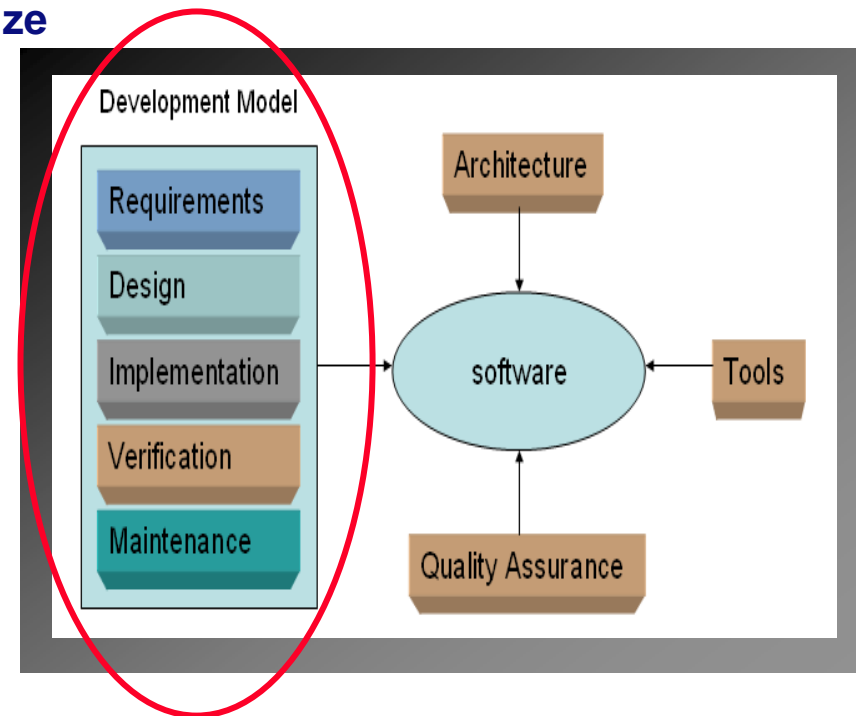 ze
Development Model
Requirements
Design
Implementation
Verification
Maintenance
Architecture
software
Tools
Quality Assurance